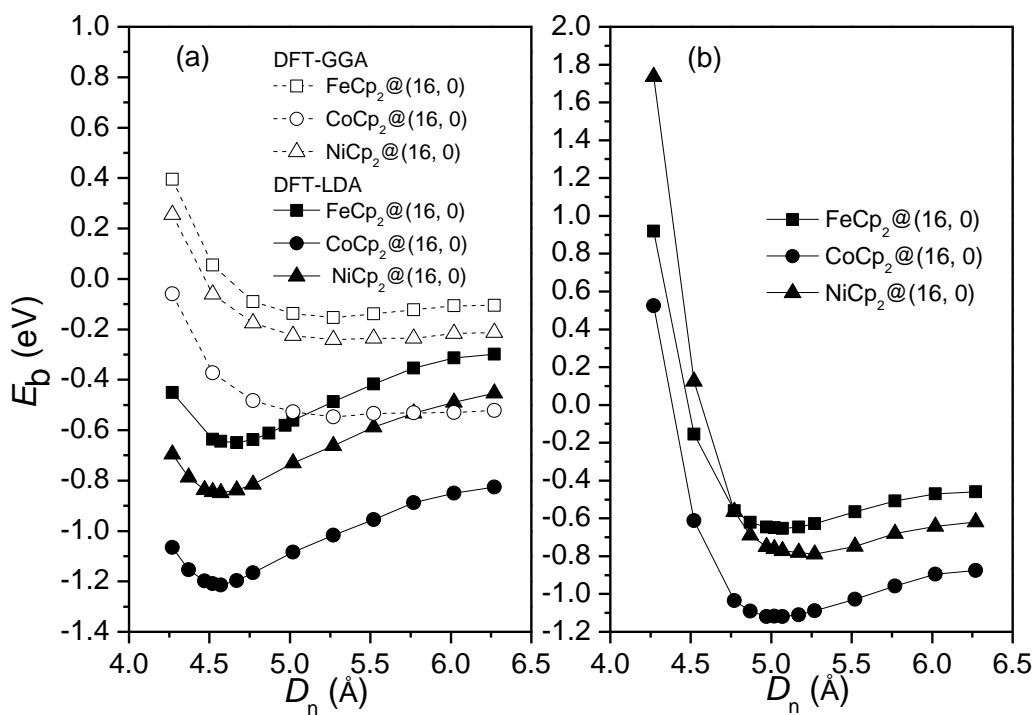 (a)
DFT-GGA
FeCp2@(16, 0)
CoCp2@(16, 0)
NiCp2@(16, 0)
DFT-LDA
FeCp2@(16, 0)
CoCp2@(16, 0)
NiCp2@(16, 0)
1.0
0.8
0.6
0.4
0.2
0.0
-0.2
-0.4
-0.6
-0.8
-1.0
-1.2
-1.4
Eb (eV)
4.0 4.5 5.0 5.5 6.0 6.5
Dn (Å)
(b)
FeCp2@(16, 0)
CoCp2@(16, 0)
NiCp2@(16, 0)
2.0
1.8
1.6
1.4
1.2
1.0
0.8
0.6
0.4
0.2
0.0
-0.2
-0.4
-0.6
-0.8
-1.0
-1.2
4.0 4.5 5.0 5.5 6.0 6.5
Dn (Å)